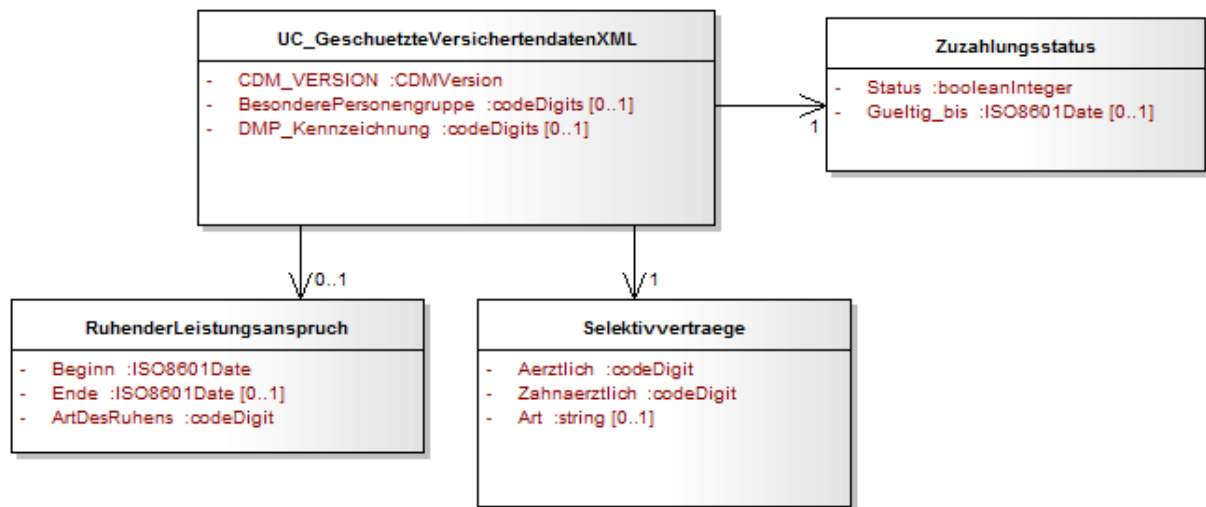 UC_GeschuetzteVersichertendatenXML
- CDM_VERSION :CDMVersion
- BesonderePersonengruppe :codeDigits [0..1]
- DMP_Kennzeichnung :codeDigits [0..1]
Zuzahlungsstatus
- Status :booleanInteger
- Gueltig_bis :ISO8601Date [0..1]
1
0..1
1
RuhenderLeistungsanspruch
- Beginn :ISO8601Date
- Ende :ISO8601Date [0..1]
- ArtDesRuhens :codeDigit
Selektivvertraege
- Aerztlich :codeDigit
- Zahnaerztlich :codeDigit
- Art :string [0..1]